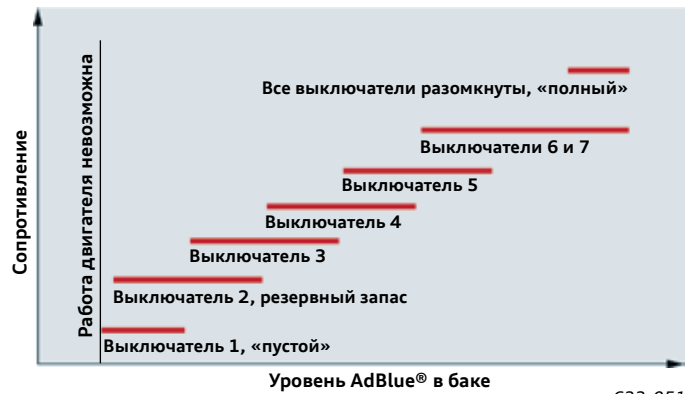 Сопротивление
Работа двигателя невозможна
Все выключатели разомкнуты, «полный»
Выключатели 6 и 7
Выключатель 5
Выключатель 4
Выключатель 3
Выключатель 2, резервный запас
Выключатель 1, «пустой»
Уровень AdBlue® в баке